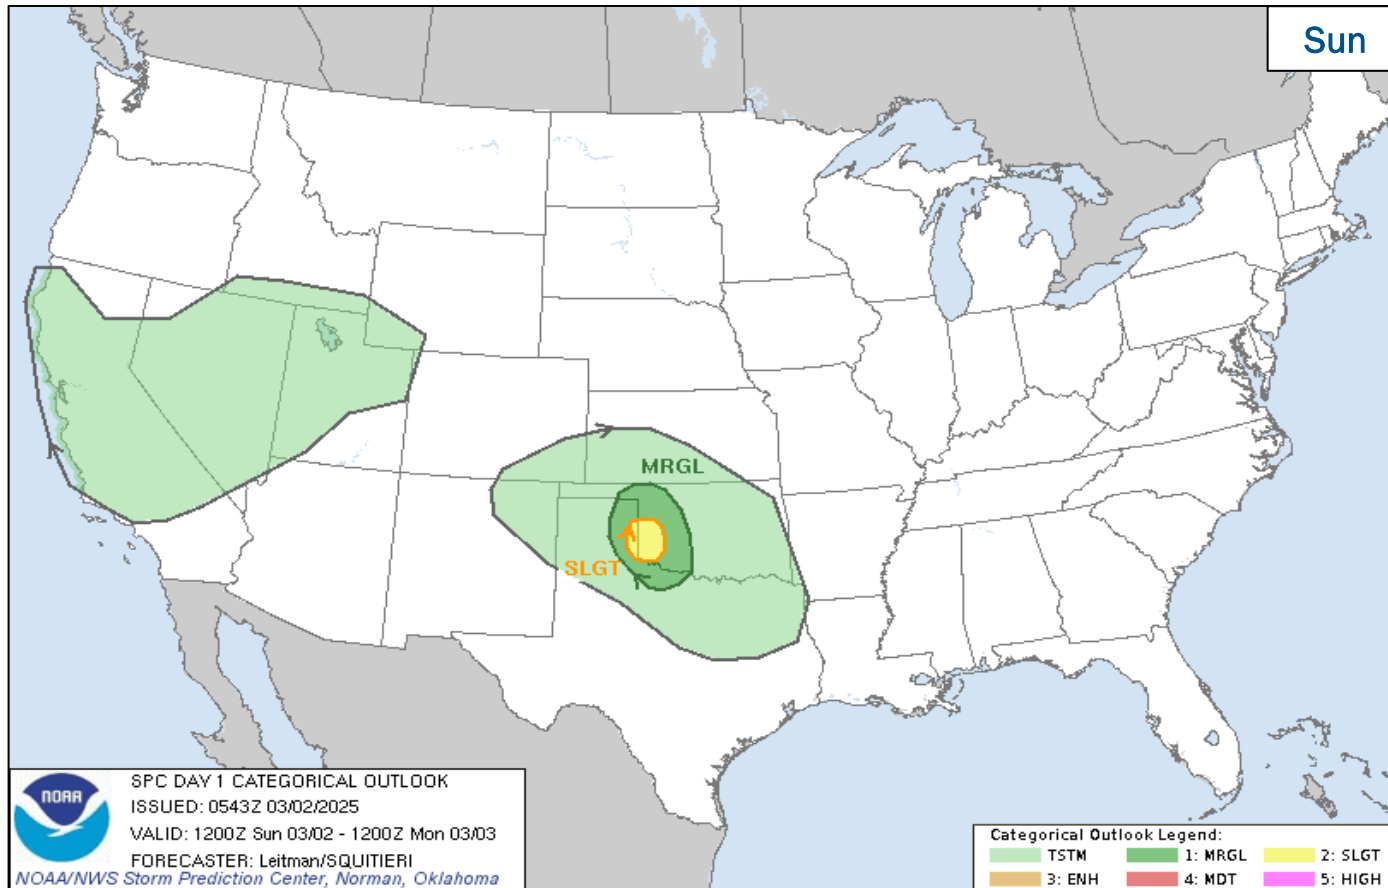 Sun
MRGL
SLGT
NOAA
SPC DAY 1 CATEGORICAL OUTLOOK
ISSUED: 0543Z 03/02/2025
VALID: 1200Z Sun 03/02 - 1200Z Mon 03/03
FORECASTER: Leitman/SQUITIERI
NOAA/NWS Storm Prediction Center, Norman, Oklahoma
Categorical Outlook Legend:
TSTM 1: MRGL 2: SLGT
3: ENH 4: MDT 5: HIGH